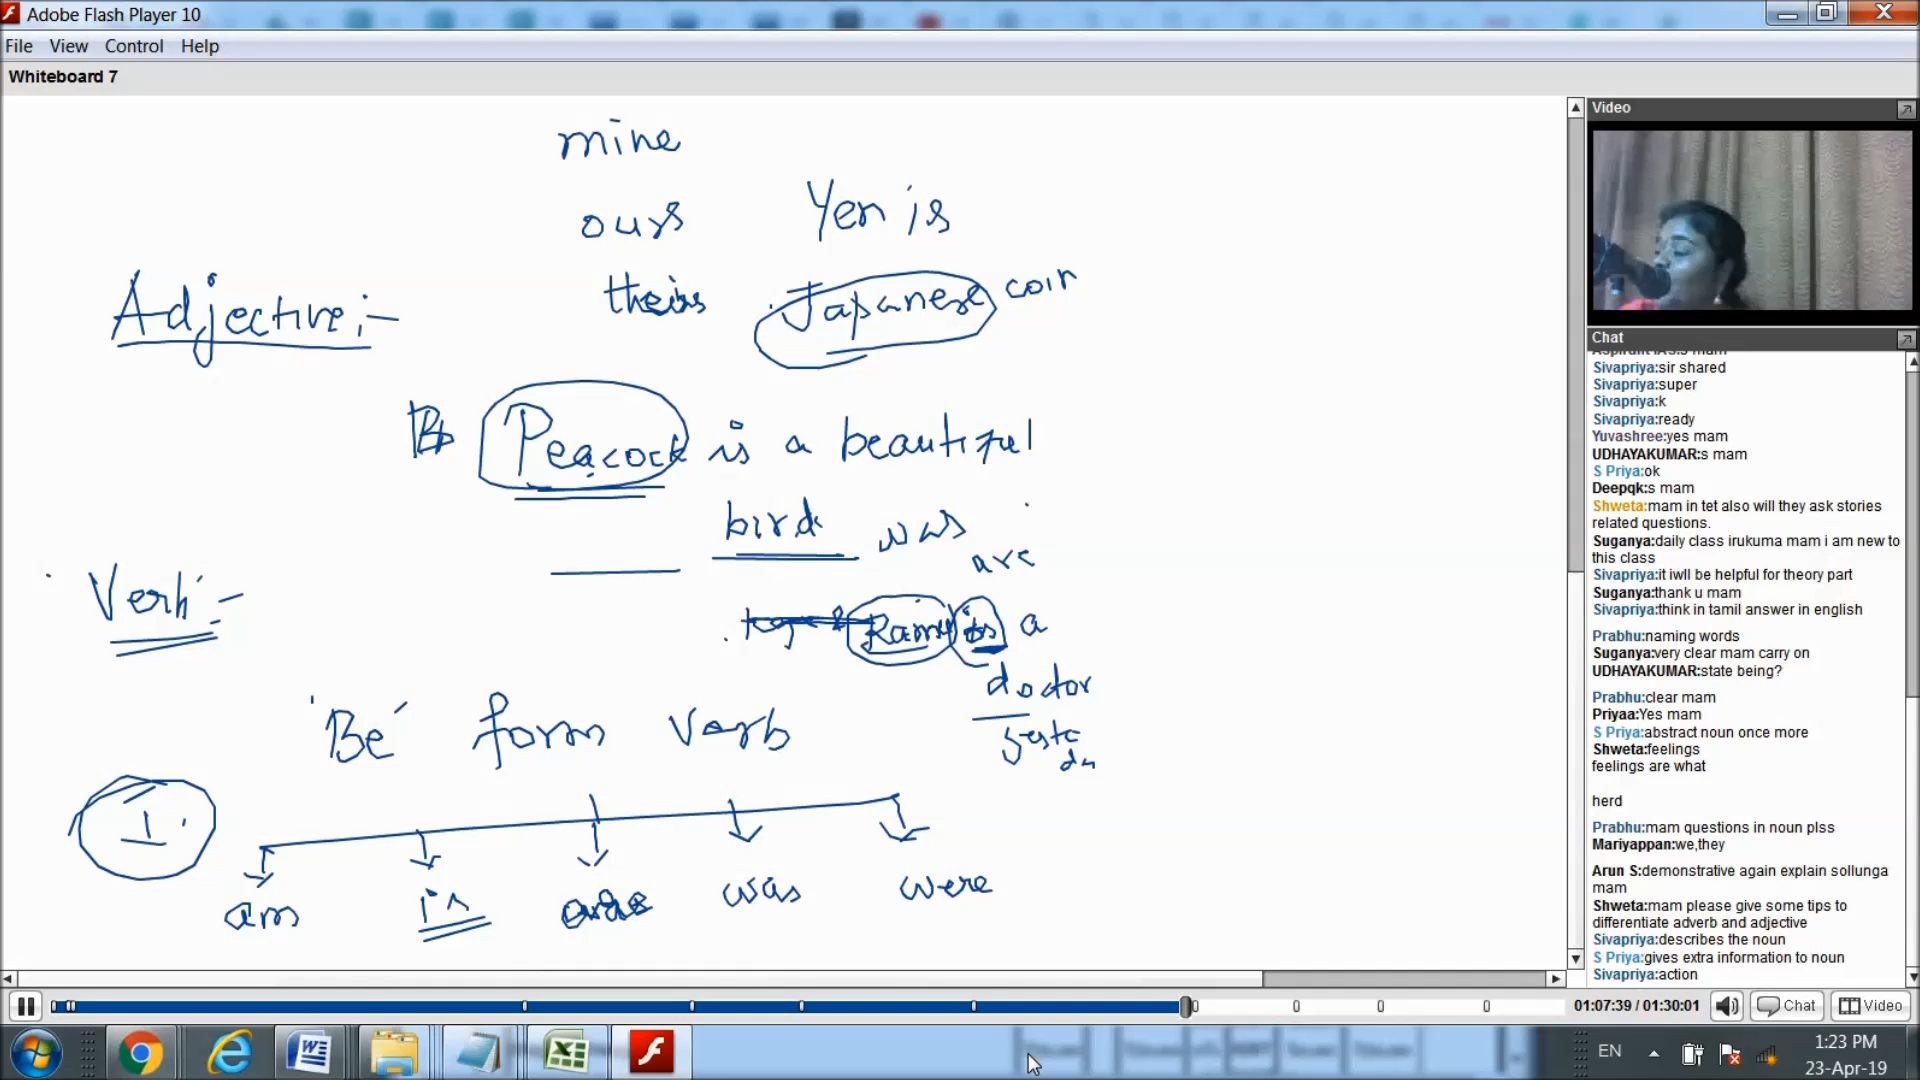 Adobe Flash Player 10
File View Control Help
Whiteboard 7
mine
ours Yen is
theirs Japanese coin
Adjective:-
Peacock is a beautiful
bird was
are
Verb:-
Ramu is a
doctor
'Be' form verb
I
am is are was were
Video
Chat
Aspirant IAS:s mam
Sivapriya:sir shared
Sivapriya:super
Sivapriya:k
Sivapriya:ready
Yuvashree:yes mam
UDHAYAKUMAR:s mam
S Priya:ok
Deepqk:s mam
Shweta:mam in tet also will they ask stories
related questions.
Suganya:daily class irukuma mam i am new to
this class
Sivapriya:it iwll be helpful for theory part
Suganya:thank u mam
Sivapriya:think in tamil answer in english
Prabhu:naming words
Suganya:very clear mam carry on
UDHAYAKUMAR:state being?
Prabhu:clear mam
Priyaa:Yes mam
S Priya:abstract noun once more
Shweta:feelings
feelings are what
herd
Prabhu:mam questions in noun plss
Mariyappan:we,they
Arun S:demonstrative again explain sollunga
mam
Shweta:mam please give some tips to
differentiate adverb and adjective
Sivapriya:describes the noun
S Priya:gives extra information to noun
Sivapriya:action
01:07:39 / 01:30:01 Chat Video
EN 1:23 PM
23-Apr-19